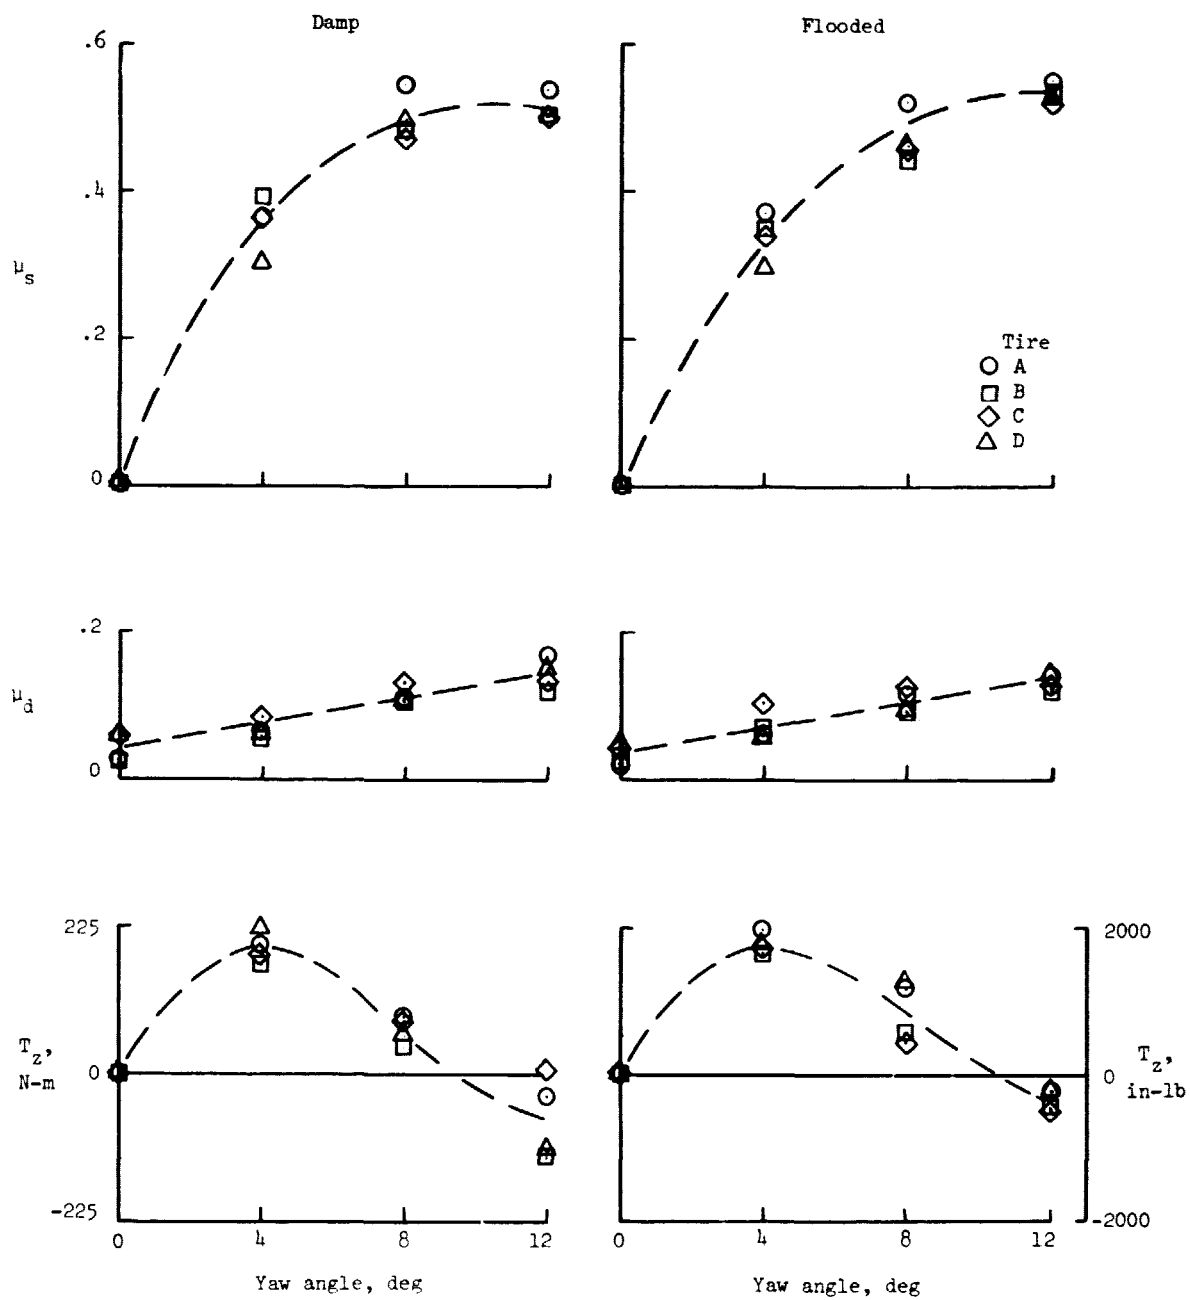 Damp
Flooded
.6
.4
μs
.2
0
Tire
A
B
C
D
.2
μd
0
225
Tz,
N-m
0
-225
2000
0
Tz,
in-lb
-2000
0 4 8 12
0 4 8 12
Yaw angle, deg
Yaw angle, deg